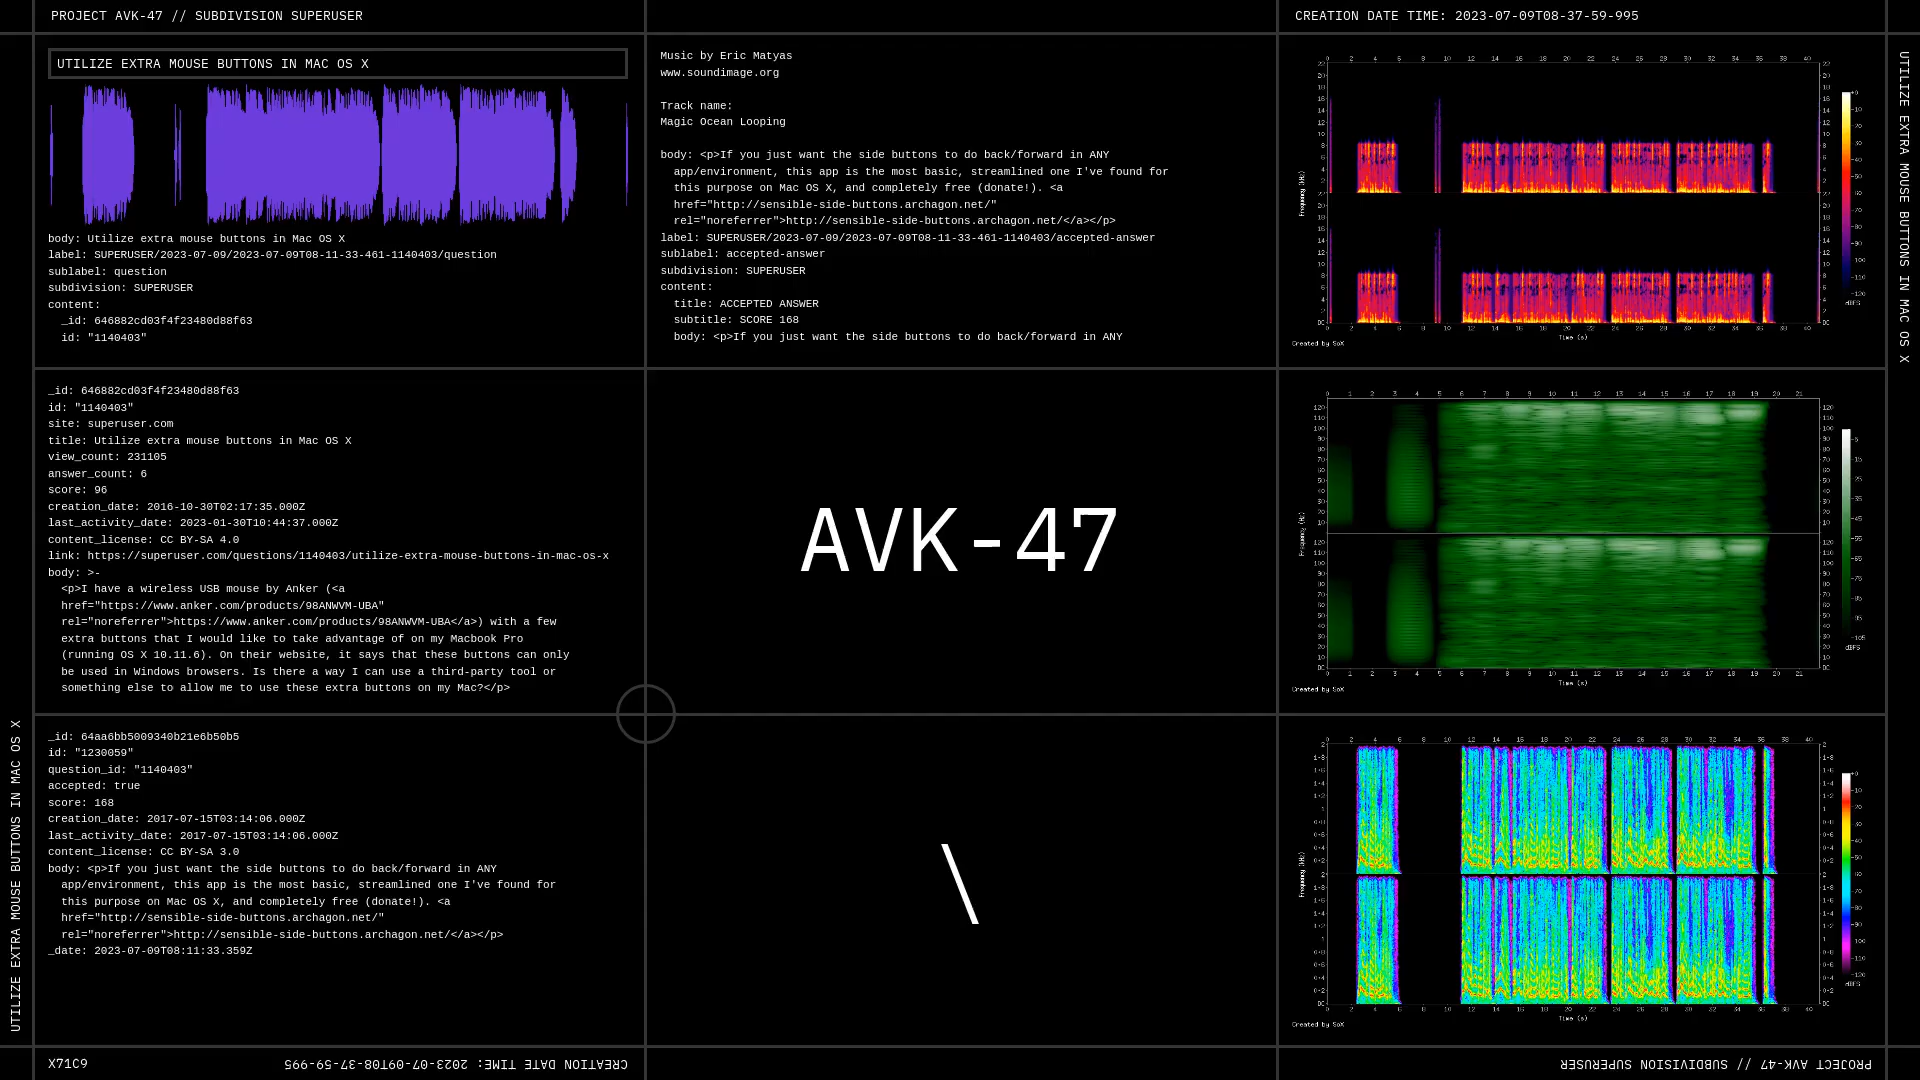 PROJECT AVK-47 // SUBDIVISION SUPERUSER
CREATION DATE TIME: 2023-07-09T08-37-59-995
UTILIZE EXTRA MOUSE BUTTONS IN MAC OS X
body: Utilize extra mouse buttons in Mac OS X
label: SUPERUSER/2023-07-09/2023-07-09T08-11-33-461-1140403/question
sublabel: question
subdivision: SUPERUSER
content:
_id: 646882cd03f4f23480d88f63
id: "1140403"
Music by Eric Matyas
www.soundimage.org
Track name:
Magic Ocean Looping
body: <p>If you just want the side buttons to do back/forward in ANY
app/environment, this app is the most basic, streamlined one I've found for
this purpose on Mac OS X, and completely free (donate!). <a
href="http://sensible-side-buttons.archagon.net/"
rel="noreferrer">http://sensible-side-buttons.archagon.net/</a></p>
label: SUPERUSER/2023-07-09/2023-07-09T08-11-33-461-1140403/accepted-answer
sublabel: accepted-answer
subdivision: SUPERUSER
content:
title: ACCEPTED ANSWER
subtitle: SCORE 168
body: <p>If you just want the side buttons to do back/forward in ANY
Frequency (kHz)
Time (s)
dBFS
Created by SoX
UTILIZE EXTRA MOUSE BUTTONS IN MAC OS X
_id: 646882cd03f4f23480d88f63
id: "1140403"
site: superuser.com
title: Utilize extra mouse buttons in Mac OS X
view_count: 231105
answer_count: 6
score: 96
creation_date: 2016-10-30T02:17:35.000Z
last_activity_date: 2023-01-30T10:44:37.000Z
content_license: CC BY-SA 4.0
link: https://superuser.com/questions/1140403/utilize-extra-mouse-buttons-in-mac-os-x
body: >-
<p>I have a wireless USB mouse by Anker (<a
href="https://www.anker.com/products/98ANWVM-UBA"
rel="noreferrer">https://www.anker.com/products/98ANWVM-UBA</a>) with a few
extra buttons that I would like to take advantage of on my Macbook Pro
(running OS X 10.11.6). On their website, it says that these buttons can only
be used in Windows browsers. Is there a way I can use a third-party tool or
something else to allow me to use these extra buttons on my Mac?</p>
AVK-47
Frequency (Hz)
Time (s)
dBFS
Created by SoX
UTILIZE EXTRA MOUSE BUTTONS IN MAC OS X
_id: 64aa6bb5009340b21e6b50b5
id: "1230059"
question_id: "1140403"
accepted: true
score: 168
creation_date: 2017-07-15T03:14:06.000Z
last_activity_date: 2017-07-15T03:14:06.000Z
content_license: CC BY-SA 3.0
body: <p>If you just want the side buttons to do back/forward in ANY
app/environment, this app is the most basic, streamlined one I've found for
this purpose on Mac OS X, and completely free (donate!). <a
href="http://sensible-side-buttons.archagon.net/"
rel="noreferrer">http://sensible-side-buttons.archagon.net/</a></p>
_date: 2023-07-09T08:11:33.359Z
\
Frequency (kHz)
Time (s)
dBFS
Created by SoX
X71C9
CREATION DATE TIME: 2023-07-09T08-37-59-995
PROJECT AVK-47 // SUBDIVISION SUPERUSER